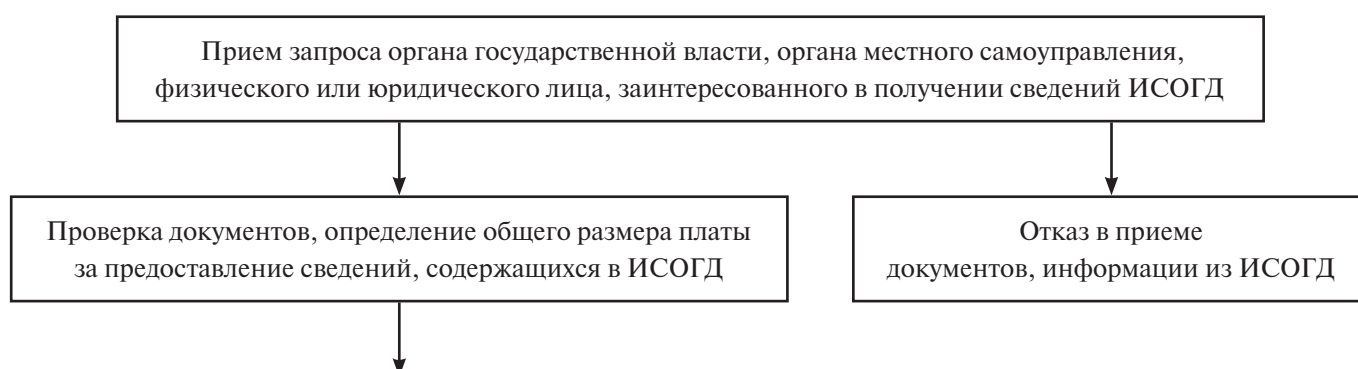 Прием запроса органа государственной власти, органа местного самоуправления,
физического или юридического лица, заинтересованного в получении сведений ИСОГД
Проверка документов, определение общего размера платы
за предоставление сведений, содержащихся в ИСОГД
Отказ в приеме
документов, информации из ИСОГД